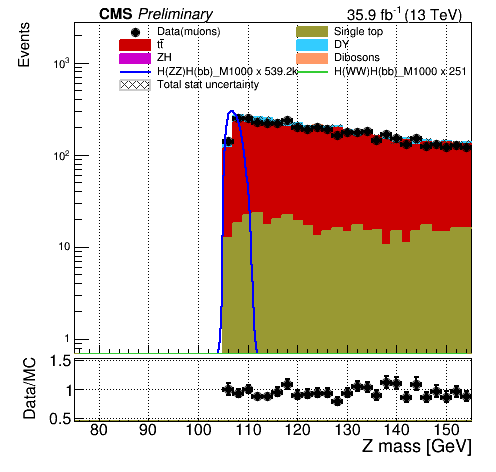 CMS Preliminary 35.9 fb⁻¹ (13 TeV)
Data(muons) Single top
tt̄ DY
ZH Dibosons
H(ZZ)H(bb)_M1000 x 539.2k H(WW)H(bb)_M1000 x 251
Total stat uncertainty
Events
10³
10²
10
1
Data/MC
1.5
1
0.5
80 90 100 110 120 130 140 150
Z mass [GeV]